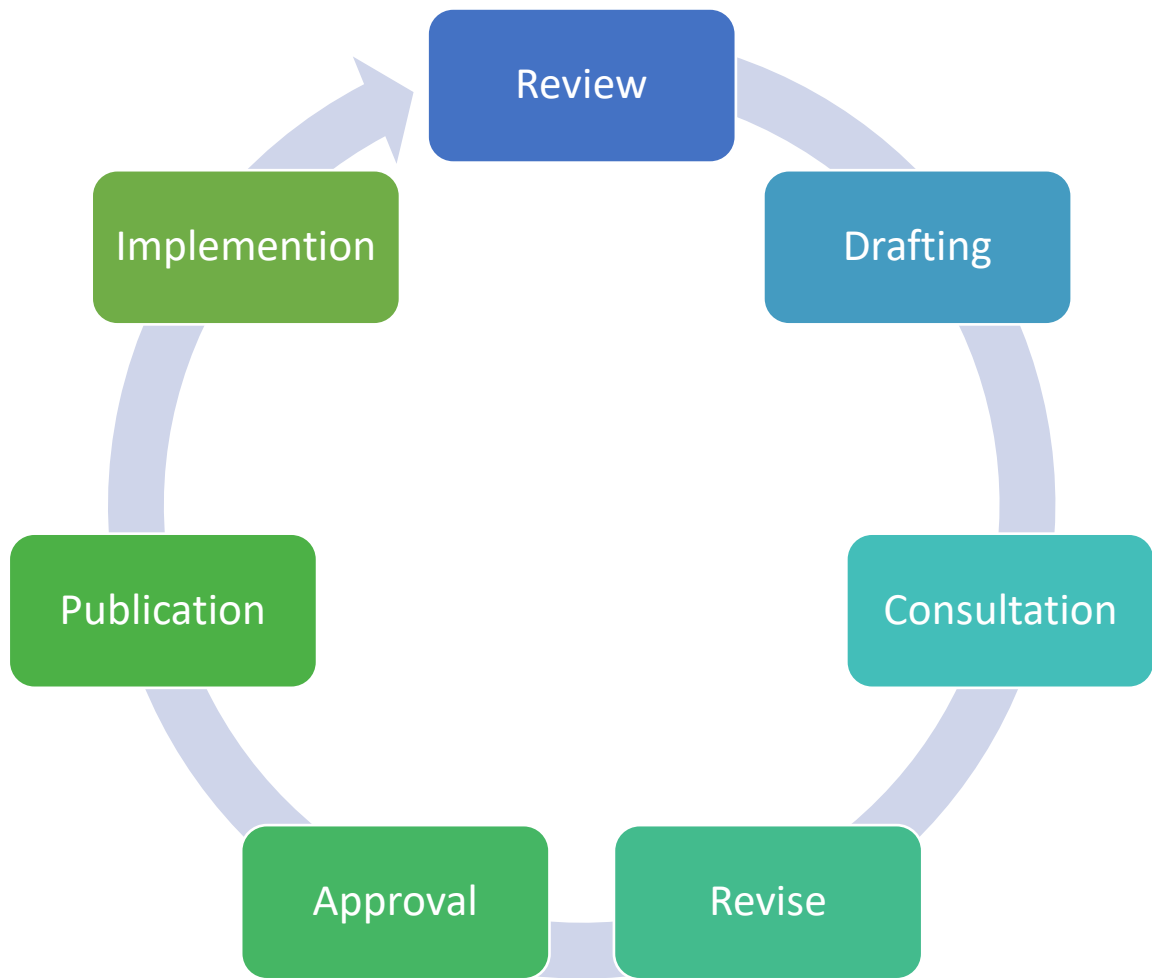 Review
Drafting
Consultation
Revise
Approval
Publication
Implemention